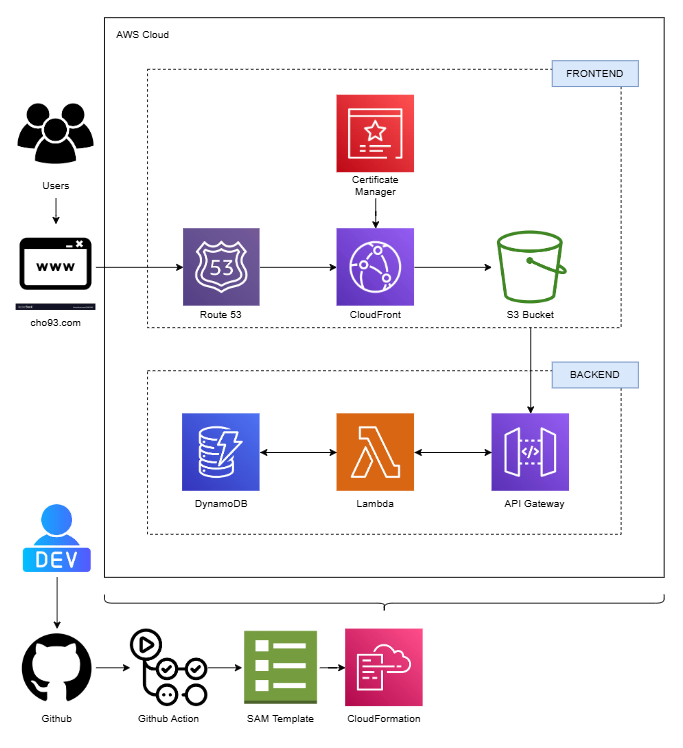 AWS Cloud
FRONTEND
Users
Certificate
Manager
WWW
53
cho93.com
Route 53
CloudFront
S3 Bucket
BACKEND
</>
DynamoDB
Lambda
API Gateway
DEV
Github
Github Action
SAM Template
CloudFormation